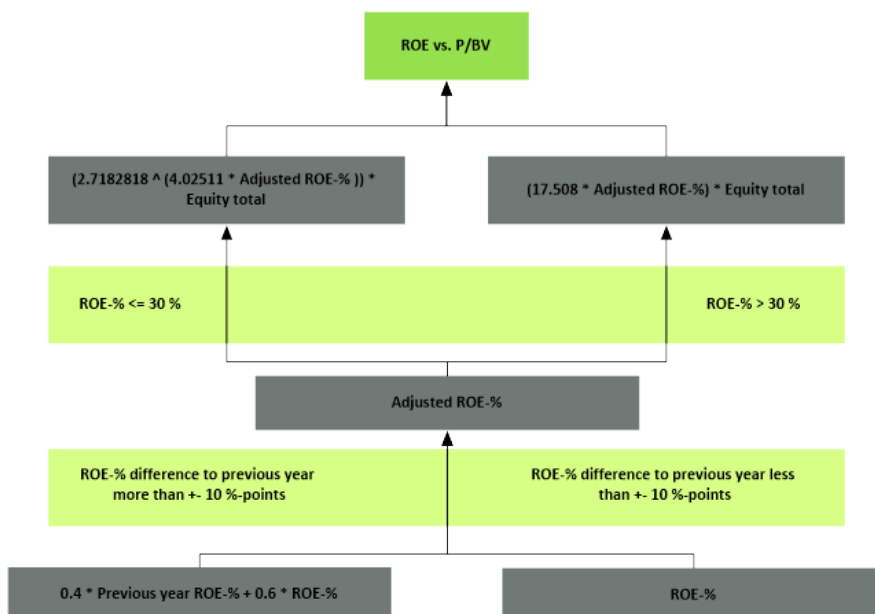 ROE vs. P/BV
(2.7182818 ^ (4.02511 * Adjusted ROE-% )) *
Equity total
(17.508 * Adjusted ROE-%) * Equity total
ROE-% <= 30 %
ROE-% > 30 %
Adjusted ROE-%
ROE-% difference to previous year
more than +- 10 %-points
ROE-% difference to previous year less
than +- 10 %-points
0.4 * Previous year ROE-% + 0.6 * ROE-%
ROE-%